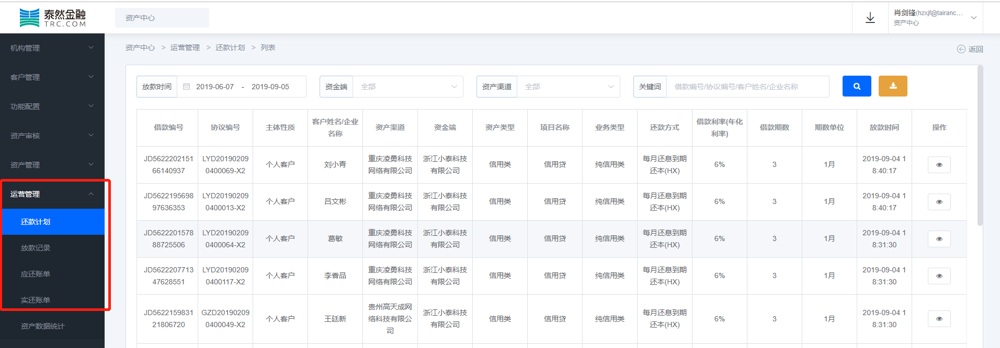 泰然金融
TRC.COM
资产中心
肖剑锋(hzxjf@tairanc...
资产中心
机构管理
客户管理
功能配置
资产审核
资产管理
运营管理
还款计划
放款记录
应还账单
实还账单
资产数据统计
资产中心 > 运营管理 > 还款计划 > 列表
返回
放款时间 2019-06-07 - 2019-09-05 资金端 全部 资产渠道 全部 关键词 借款编号/协议编号/客户姓名/企业名称
借款编号 协议编号 主体性质 客户姓名/企业名称 资产渠道 资金端 资产类型 项目名称 业务类型 还款方式 借款利率(年化利率) 借款期数 期数单位 放款时间 操作
JD562220215166140937 LYD201902090400069-X2 个人客户 刘小青 重庆凌勇科技网络有限公司 浙江小泰科技有限公司 信用类 信用贷 纯信用类 每月还息到期还本(HX) 6% 3 1月 2019-09-04 18:40:17
JD562219569897636353 LYD201902090400013-X2 个人客户 吕文彬 重庆凌勇科技网络有限公司 浙江小泰科技有限公司 信用类 信用贷 纯信用类 每月还息到期还本(HX) 6% 3 1月 2019-09-04 18:40:17
JD562220157888725506 LYD201902090400064-X2 个人客户 葛敏 重庆凌勇科技网络有限公司 浙江小泰科技有限公司 信用类 信用贷 纯信用类 每月还息到期还本(HX) 6% 3 1月 2019-09-04 18:31:30
JD562220771347628551 LYD201902090400117-X2 个人客户 李香品 重庆凌勇科技网络有限公司 浙江小泰科技有限公司 信用类 信用贷 纯信用类 每月还息到期还本(HX) 6% 3 1月 2019-09-04 18:31:30
JD562215983121806720 GZD201902090400049-X2 个人客户 王廷新 贵州高天成网络科技有限公司 浙江小泰科技有限公司 信用类 信用贷 纯信用类 每月还息到期还本(HX) 6% 3 1月 2019-09-04 18:31:30